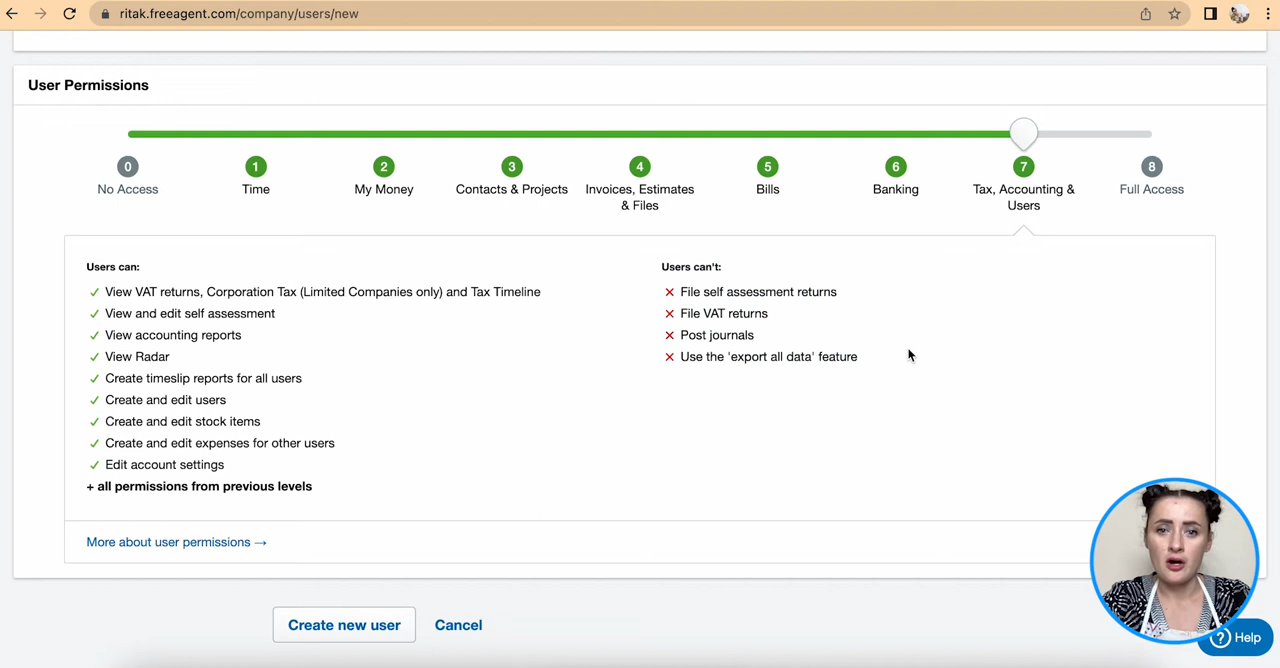 ritak.freeagent.com/company/users/new
User Permissions
0 1 2 3 4 5 6 7 8
No Access Time My Money Contacts & Projects Invoices, Estimates & Files Bills Banking Tax, Accounting & Users Full Access
Users can:
View VAT returns, Corporation Tax (Limited Companies only) and Tax Timeline
View and edit self assessment
View accounting reports
View Radar
Create timeslip reports for all users
Create and edit users
Create and edit stock items
Create and edit expenses for other users
Edit account settings
+ all permissions from previous levels
Users can't:
File self assessment returns
File VAT returns
Post journals
Use the 'export all data' feature
More about user permissions →
Create new user
Cancel
? Help